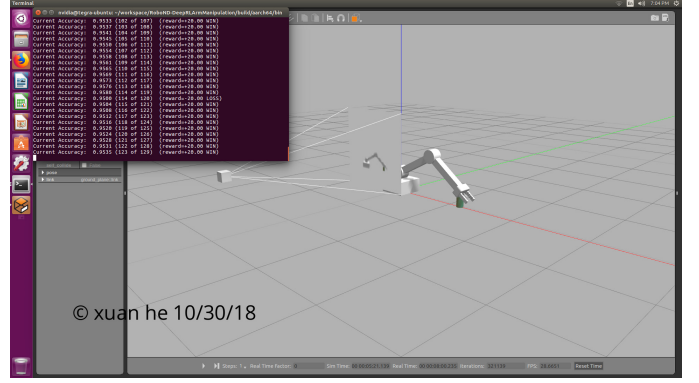 Terminal
7:04 PM
nvidia@tegra-ubuntu: ~/workspace/RoboND-DeepRLArmManipulation/build/aarch64/bin
Current Accuracy: 0.9533 (102 of 107) (reward=+20.00 WIN)
Current Accuracy: 0.9537 (103 of 108) (reward=+20.00 WIN)
Current Accuracy: 0.9541 (104 of 109) (reward=+20.00 WIN)
Current Accuracy: 0.9545 (105 of 110) (reward=+20.00 WIN)
Current Accuracy: 0.9550 (106 of 111) (reward=+20.00 WIN)
Current Accuracy: 0.9554 (107 of 112) (reward=+20.00 WIN)
Current Accuracy: 0.9558 (108 of 113) (reward=+20.00 WIN)
Current Accuracy: 0.9561 (109 of 114) (reward=+20.00 WIN)
Current Accuracy: 0.9565 (110 of 115) (reward=+20.00 WIN)
Current Accuracy: 0.9569 (111 of 116) (reward=+20.00 WIN)
Current Accuracy: 0.9573 (112 of 117) (reward=+20.00 WIN)
Current Accuracy: 0.9576 (113 of 118) (reward=+20.00 WIN)
Current Accuracy: 0.9580 (114 of 119) (reward=+20.00 WIN)
Current Accuracy: 0.9500 (114 of 120) (reward=-20.00 LOSS)
Current Accuracy: 0.9504 (115 of 121) (reward=+20.00 WIN)
Current Accuracy: 0.9508 (116 of 122) (reward=+20.00 WIN)
Current Accuracy: 0.9512 (117 of 123) (reward=+20.00 WIN)
Current Accuracy: 0.9516 (118 of 124) (reward=+20.00 WIN)
Current Accuracy: 0.9520 (119 of 125) (reward=+20.00 WIN)
Current Accuracy: 0.9524 (120 of 126) (reward=+20.00 WIN)
Current Accuracy: 0.9528 (121 of 127) (reward=+20.00 WIN)
Current Accuracy: 0.9531 (122 of 128) (reward=+20.00 WIN)
Current Accuracy: 0.9535 (123 of 129) (reward=+20.00 WIN)
pose
link
© xuan he 10/30/18
Steps: 1 Real Time Factor: Sim Time: Real Time: Iterations: FPS: Reset Time